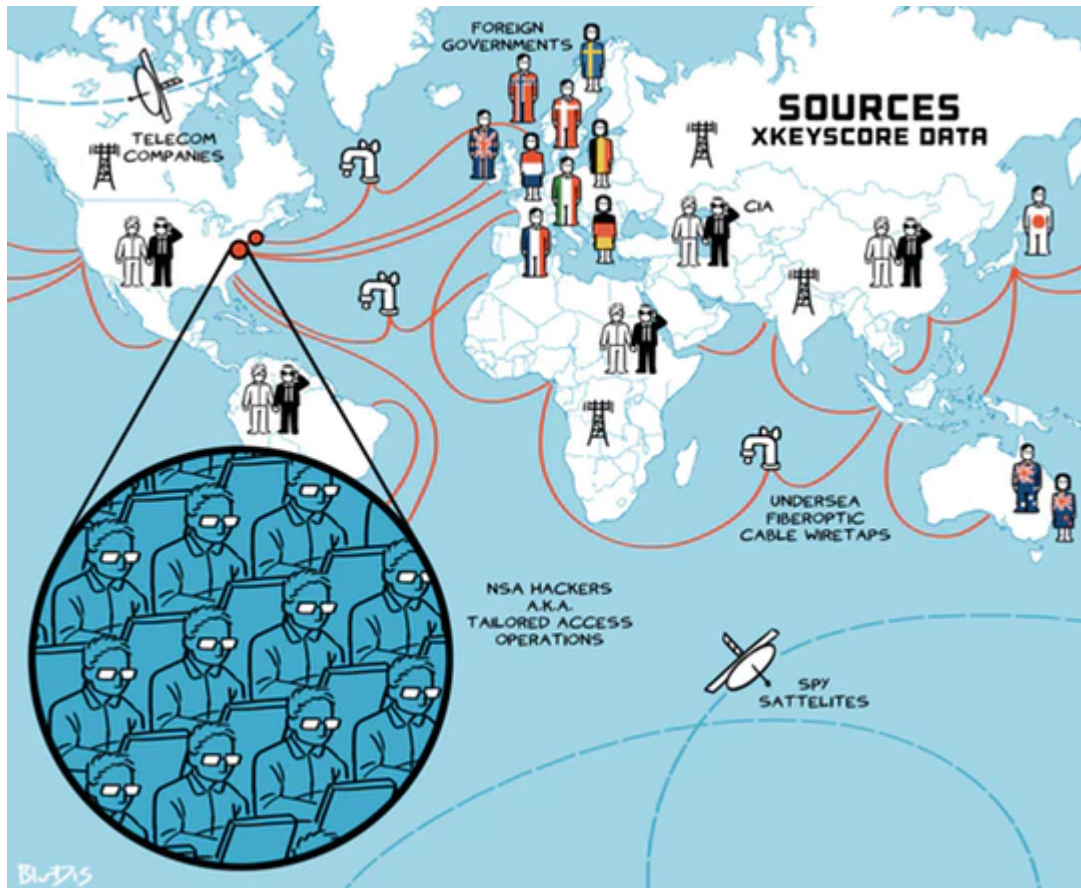 FOREIGN
GOVERNMENTS
SOURCES
XKEYSCORE DATA
TELECOM
COMPANIES
CIA
UNDERSEA
FIBEROPTIC
CABLE WIRETAPS
NSA HACKERS
A.K.A.
TAILORED ACCESS
OPERATIONS
SPY
SATTELITES